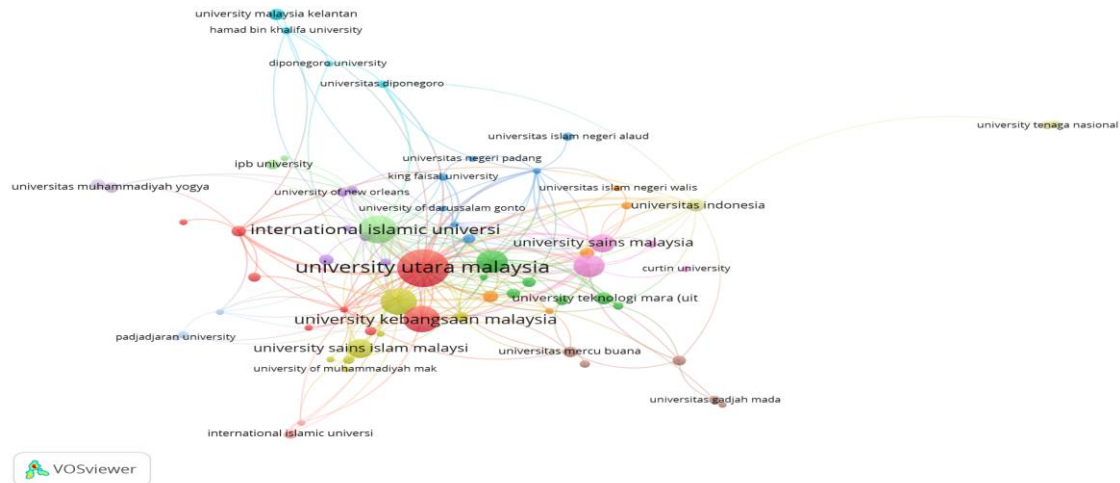 university malaysia kelantan
hamad bin khalifa university
diponegoro university
universitas diponegoro
university tenaga nasional
universitas islam negeri alaud
universitas negeri padang
ipb university
king faisal university
universitas muhammadiyah yogya
university of new orleans
universitas islam negeri walis
universitas indonesia
university of darussalam gonto
international islamic universi
university sains malaysia
university utara malaysia
curtin university
university teknologi mara (uit
university kebangsaan malaysia
padjadjaran university
university sains islam malaysi
universitas mercu buana
university of muhammadiyah mak
universitas gadjah mada
international islamic universi
VOSviewer